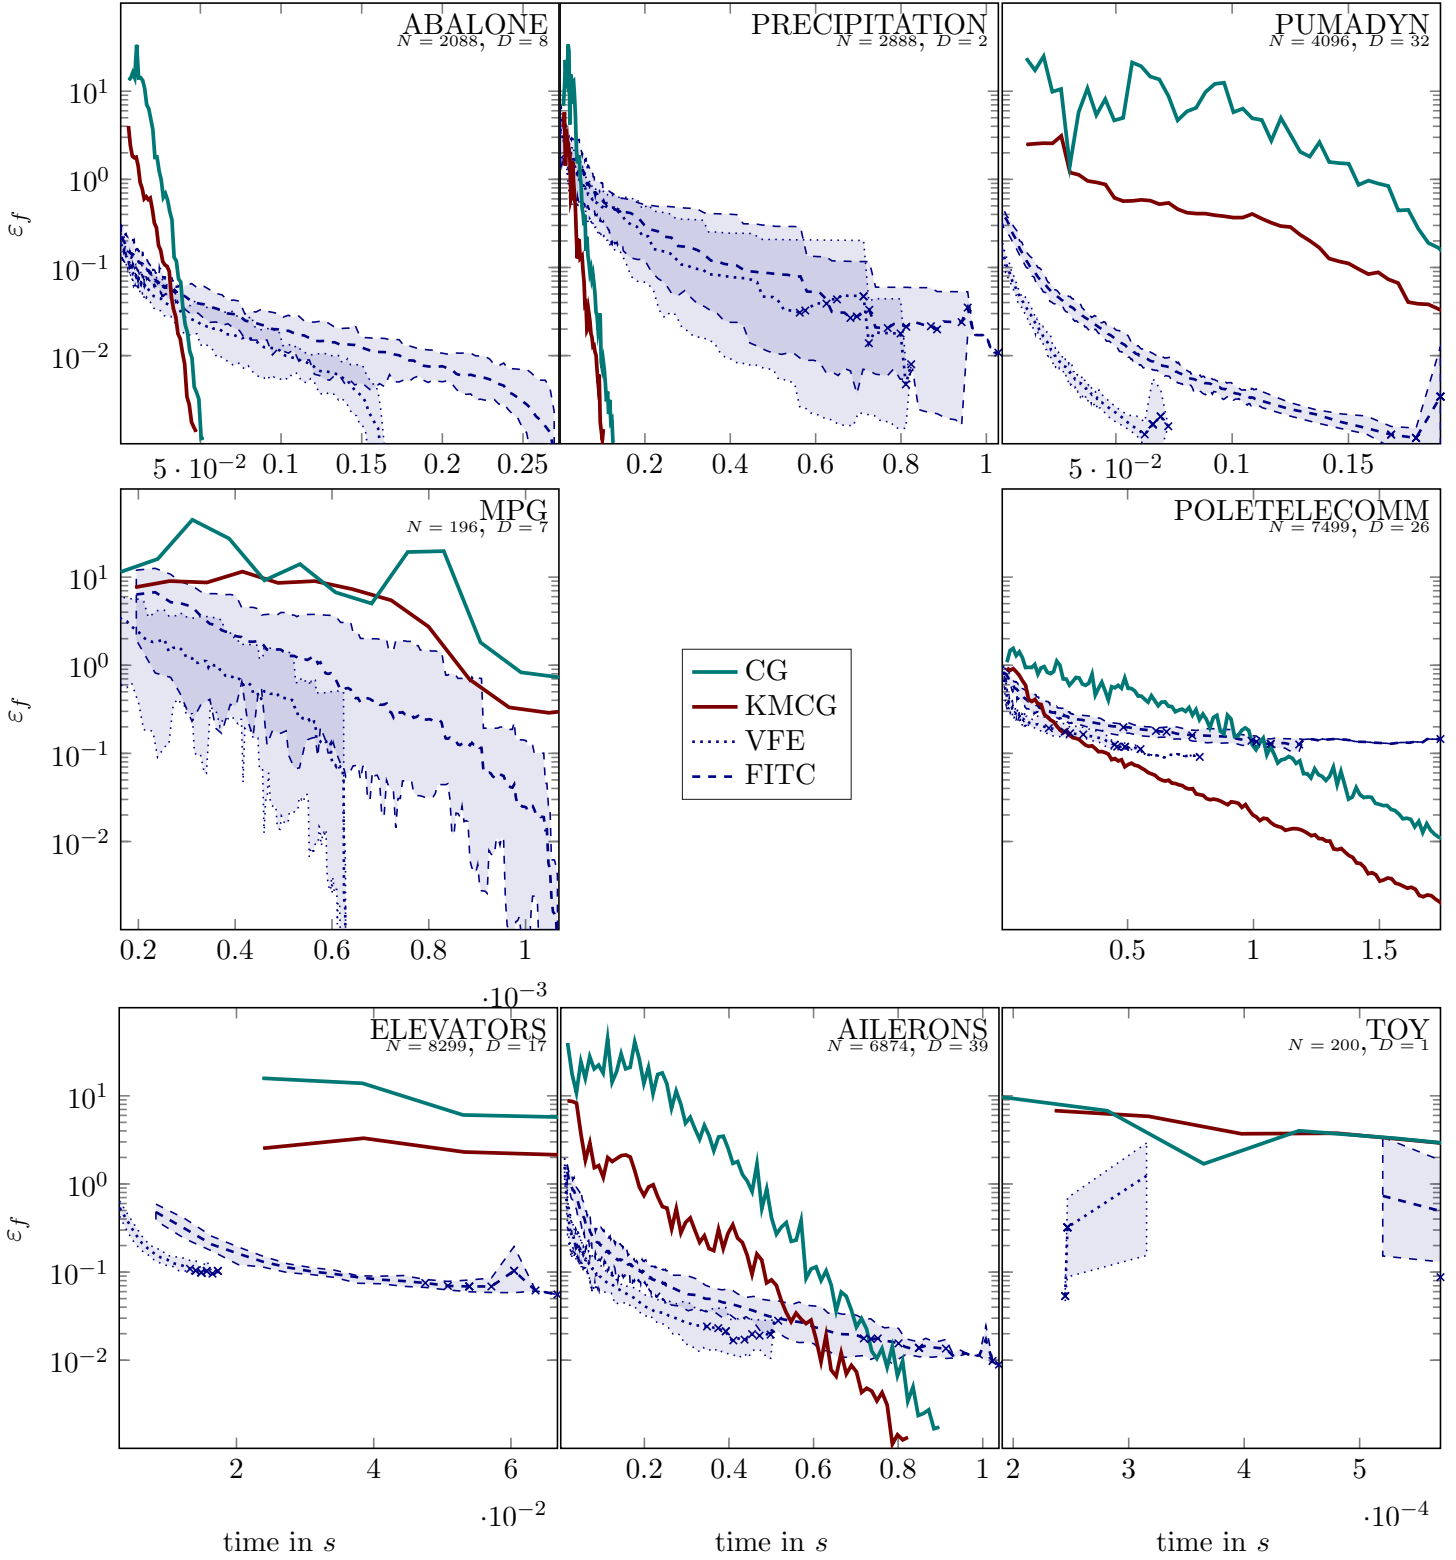 ABALONE
N = 2088, D = 8
PRECIPITATION
N = 2888, D = 2
PUMADYN
N = 4096, D = 32
10^1
10^0
10^{-1}
10^{-2}
ε_f
5 · 10^{-2} 0.1 0.15 0.2 0.25
0.2 0.4 0.6 0.8 1
5 · 10^{-2} 0.1 0.15
MPG
N = 196, D = 7
POLETELECOMM
N = 7499, D = 26
10^1
10^0
10^{-1}
10^{-2}
ε_f
CG
KMCG
VFE
FITC
0.2 0.4 0.6 0.8 1
·10^{-3}
0.5 1 1.5
ELEVATORS
N = 8299, D = 17
AILERONS
N = 6874, D = 39
TOY
N = 200, D = 1
10^1
10^0
10^{-1}
10^{-2}
ε_f
2 4 6
·10^{-2}
0.2 0.4 0.6 0.8 1
2 3 4 5
·10^{-4}
time in s
time in s
time in s